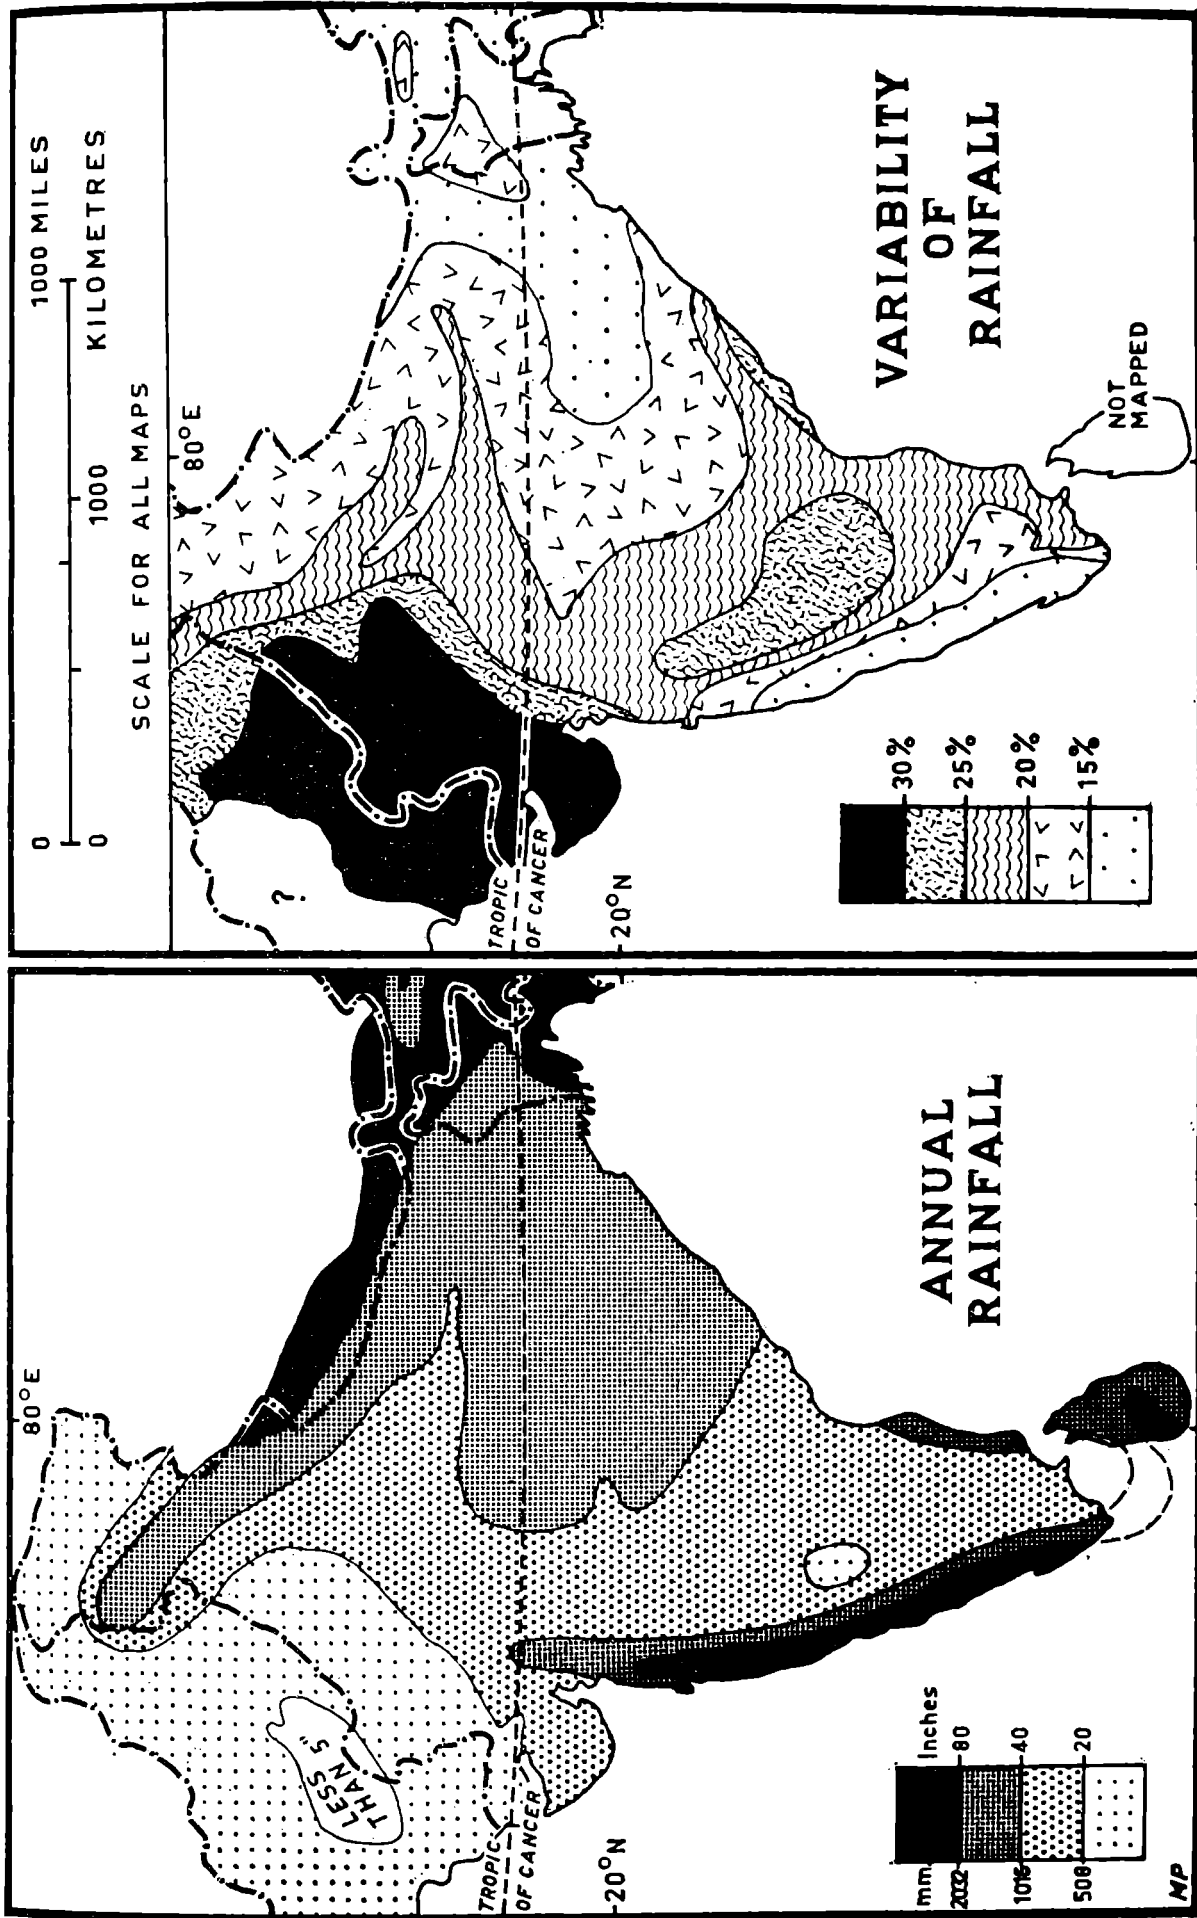 ANNUAL
RAINFALL
80°E
LESS
THAN 5"
TROPIC
OF CANCER
20°N
mm. Inches
2032 80
1016 40
508 20
MP
0 1000 MILES
0 1000 KILOMETRES
SCALE FOR ALL MAPS
80°E
VARIABILITY
OF
RAINFALL
?
TROPIC
OF CANCER
20°N
NOT
MAPPED
30%
25%
20%
15%